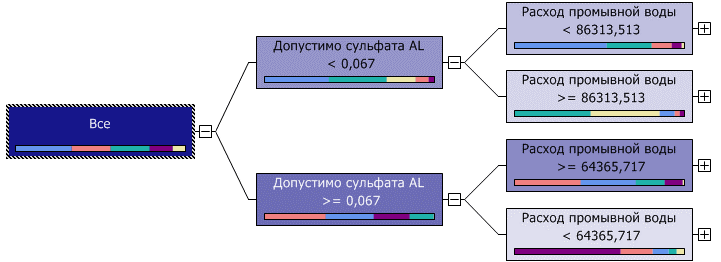 Все
Допустимо сульфата AL
< 0,067
Допустимо сульфата AL
>= 0,067
Расход промывной воды
< 86313,513
Расход промывной воды
>= 86313,513
Расход промывной воды
>= 64365,717
Расход промывной воды
< 64365,717